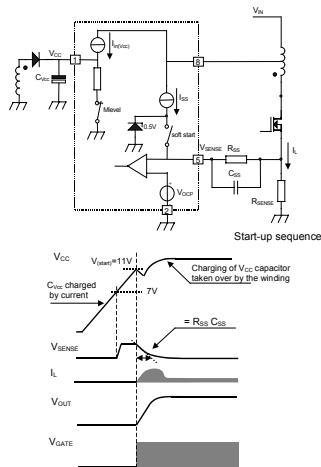 VIN
VCC
Iin(Vcc)
1
8
CVcc
ISS
Mlevel
0.5V
soft start
VSENSE
RSS
5
IL
CSS
VOCP
RSENSE
2
Start-up sequence
VCC
V(start)=11V
Charging of VCC capacitor
taken over by the winding
CVcc charged
by current
7V
= RSS CSS
VSENSE
IL
VOUT
VGATE